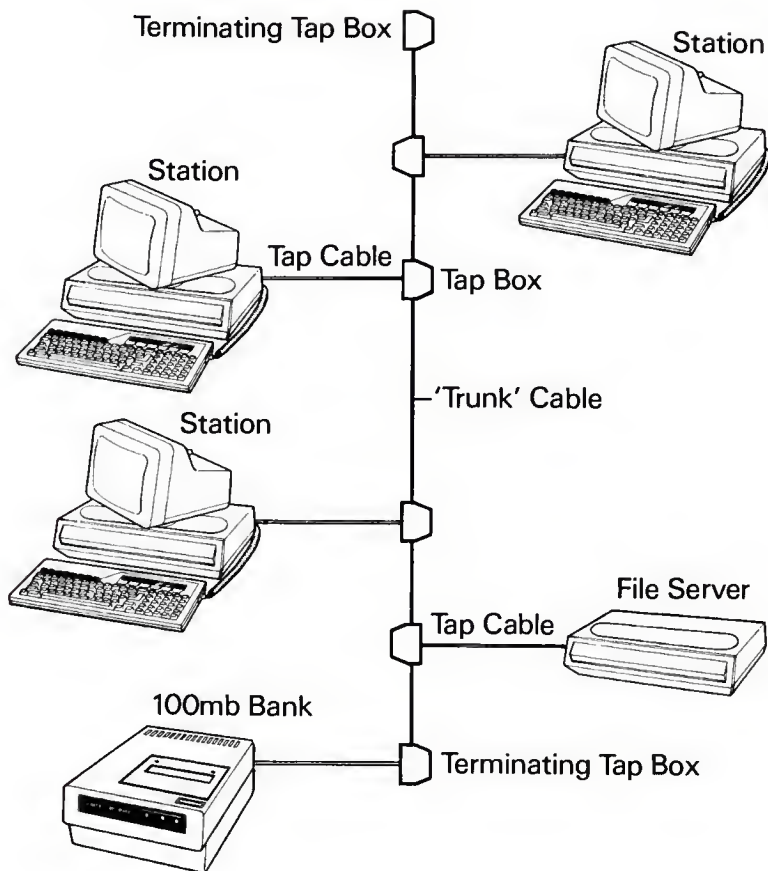 Terminating Tap Box
Station
Station
Tap Cable
Tap Box
'Trunk' Cable
Station
File Server
Tap Cable
100mb Bank
Terminating Tap Box